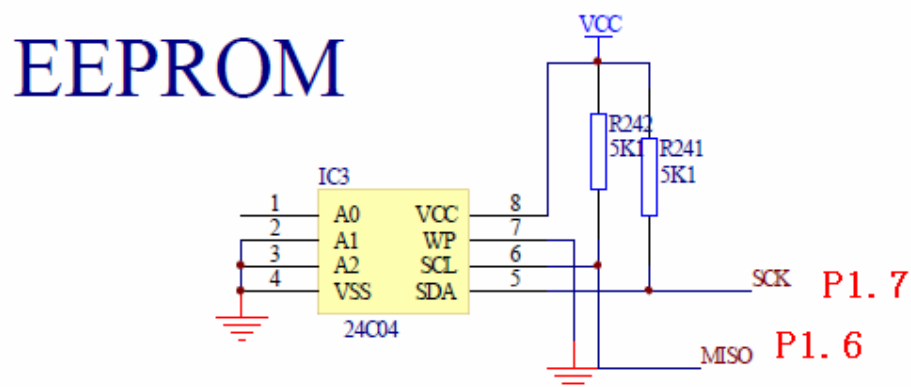 EEPROM
VCC
R242
5K1
R241
5K1
IC3
1 A0 VCC 8
2 A1 WP 7
3 A2 SCL 6
4 VSS SDA 5
24C04
SCK P1.7
MISO P1.6